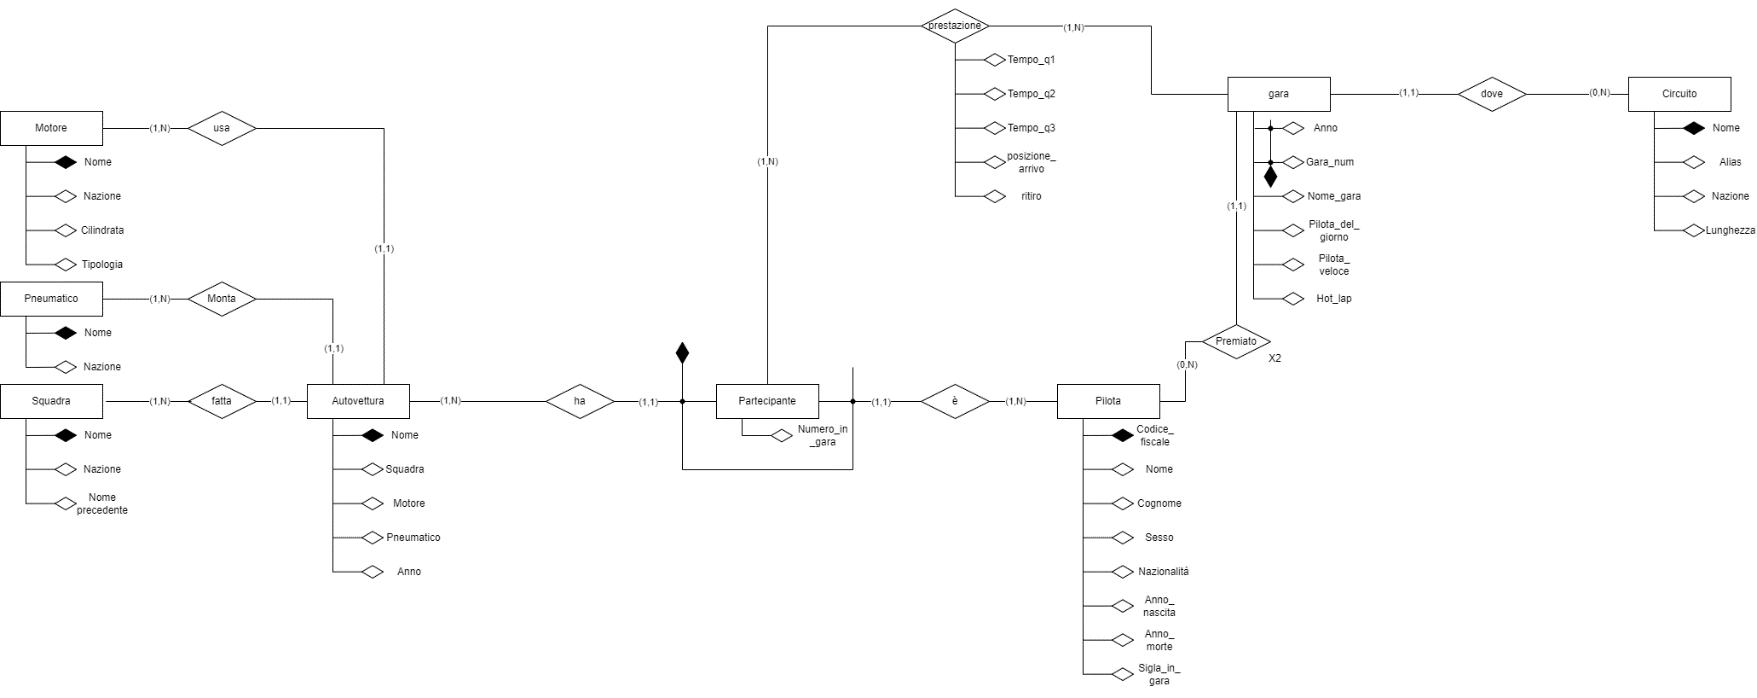 prestazione
(1,N)
Tempo_q1
Tempo_q2
Tempo_q3
posizione_
arrivo
ritiro
(1,N)
gara
(1,1)
dove
(0,N)
Circuito
Anno
Gara_num
Nome_gara
Pilota_del_
giorno
Pilota_
veloce
Hot_lap
Nome
Alias
Nazione
Lunghezza
(1,1)
Premiato
X2
(0,N)
Motore
(1,N)
usa
Nome
Nazione
Cilindrata
Tipologia
(1,1)
Pneumatico
(1,N)
Monta
Nome
Nazione
(1,1)
Squadra
(1,N)
fatta
(1,1)
Autovettura
(1,N)
ha
(1,1)
Partecipante
(1,1)
è
(1,N)
Pilota
Nome
Nazione
Nome
precedente
Nome
Squadra
Motore
Pneumatico
Anno
Numero_in
_gara
Codice_
fiscale
Nome
Cognome
Sesso
Nazionalità
Anno_
nascita
Anno_
morte
Sigla_in_
gara